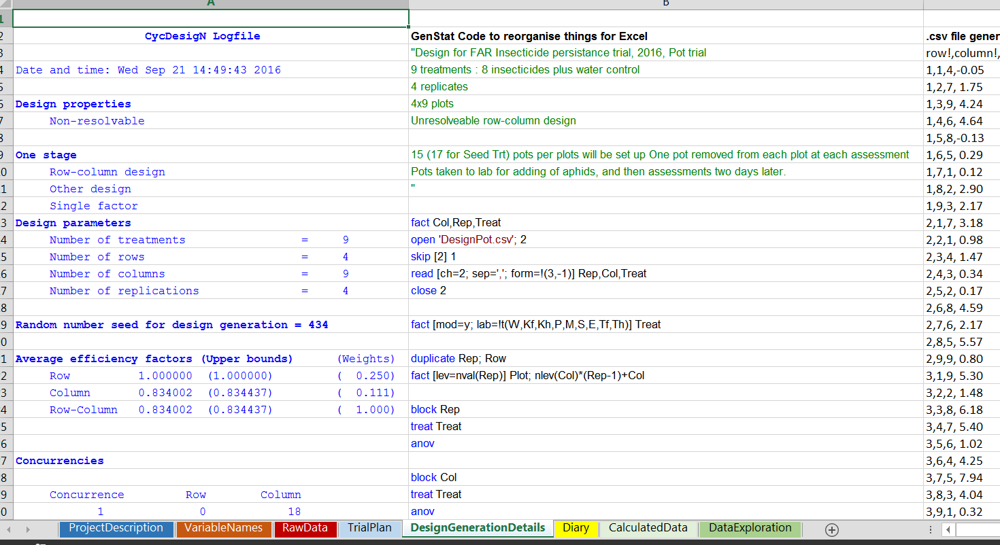 A B
1
2 CycDesigN Logfile GenStat Code to reorganise things for Excel .csv file gener
3 "Design for FAR Insecticide persistance trial, 2016, Pot trial row!,column!,
4 Date and time: Wed Sep 21 14:49:43 2016 9 treatments : 8 insecticides plus water control 1,1,4,-0.05
5 4 replicates 1,2,7, 1.75
6 Design properties 4x9 plots 1,3,9, 4.24
7 Non-resolvable Unresolveable row-column design 1,4,6, 4.64
8 1,5,8,-0.13
9 One stage 15 (17 for Seed Trt) pots per plots will be set up One pot removed from each plot at each assessment 1,6,5, 0.29
0 Row-column design Pots taken to lab for adding of aphids, and then assessments two days later. 1,7,1, 0.12
1 Other design " 1,8,2, 2.90
2 Single factor 1,9,3, 2.17
3 Design parameters fact Col,Rep,Treat 2,1,7, 3.18
4 Number of treatments = 9 open 'DesignPot.csv'; 2 2,2,1, 0.98
5 Number of rows = 4 skip [2] 1 2,3,4, 1.47
6 Number of columns = 9 read [ch=2; sep=','; form=!(3,-1)] Rep,Col,Treat 2,4,3, 0.34
7 Number of replications = 4 close 2 2,5,2, 0.17
8 2,6,8, 4.59
9 Random number seed for design generation = 434 fact [mod=y; lab=!t(W,Kf,Kh,P,M,S,E,Tf,Th)] Treat 2,7,6, 2.17
0 2,8,5, 5.57
1 Average efficiency factors (Upper bounds) (Weights) duplicate Rep; Row 2,9,9, 0.80
2 Row 1.000000 (1.000000) ( 0.250) fact [lev=nval(Rep)] Plot; nlev(Col)*(Rep-1)+Col 3,1,9, 5.30
3 Column 0.834002 (0.834437) ( 0.111) 3,2,2, 1.48
4 Row-Column 0.834002 (0.834437) ( 1.000) block Rep 3,3,8, 6.18
5 treat Treat 3,4,7, 5.40
6 anov 3,5,6, 1.02
7 Concurrencies 3,6,4, 4.25
8 block Col 3,7,5, 7.94
9 Concurrence Row Column treat Treat 3,8,3, 4.04
0 1 0 18 anov 3,9,1, 0.32
ProjectDescription VariableNames RawData TrialPlan DesignGenerationDetails Diary CalculatedData DataExploration